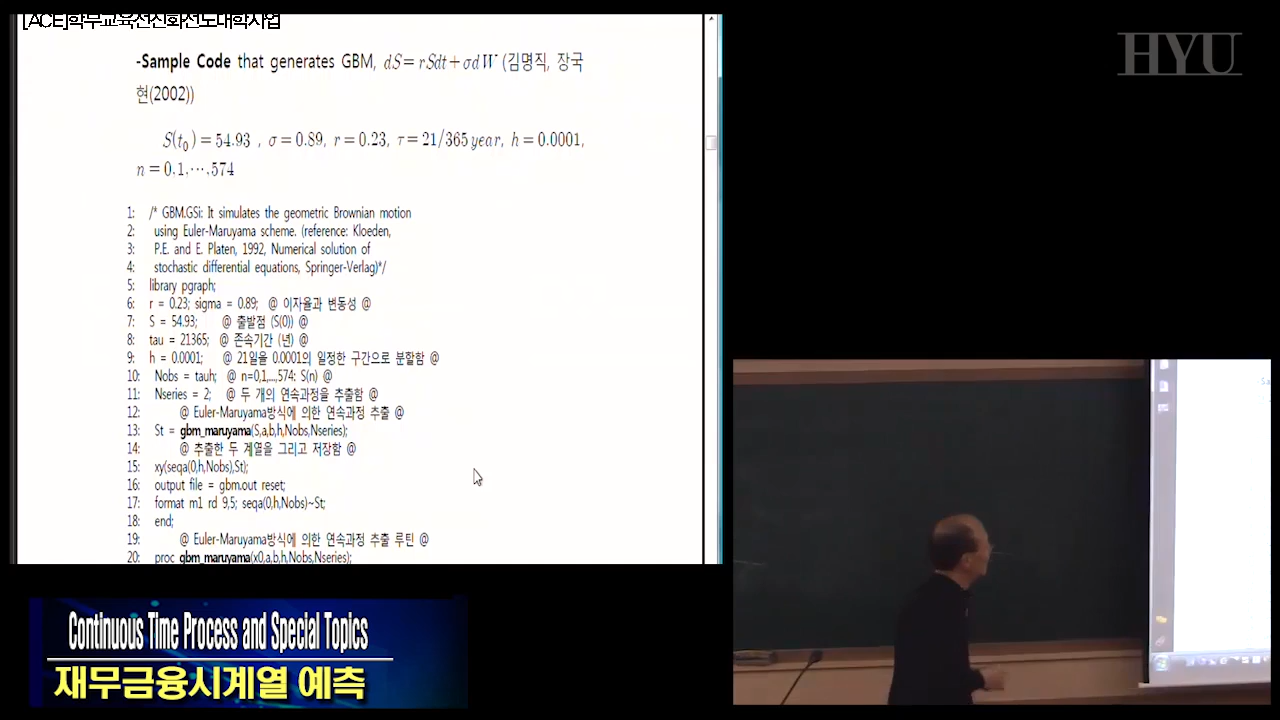 [ACE]학부교육선진화선도대학사업
HYU
-Sample Code that generates GBM, dS = rSdt + σdW (김명직, 장국
현(2002))
S(t₀) = 54.93 , σ = 0.89, r = 0.23, τ = 21/365 year, h = 0.0001,
n = 0,1,⋯,574
1: /* GBM.GSi: It simulates the geometric Brownian motion
2: using Euler-Maruyama scheme. (reference: Kloeden,
3: P.E. and E. Platen, 1992, Numerical solution of
4: stochastic differential equations, Springer-Verlag)*/
5: library pgraph;
6: r = 0.23; sigma = 0.89; @ 이자율과 변동성 @
7: S = 54.93; @ 출발점 (S(0)) @
8: tau = 21365; @ 존속기간 (년) @
9: h = 0.0001; @ 21일을 0.0001의 일정한 구간으로 분할함 @
10: Nobs = tauh; @ n=0,1,...,574: S(n) @
11: Nseries = 2; @ 두 개의 연속과정을 추출함 @
12: @ Euler-Maruyama방식에 의한 연속과정 추출 @
13: St = gbm_maruyama(S,a,b,h,Nobs,Nseries);
14: @ 추출한 두 계열을 그리고 저장함 @
15: xy(seqa(0,h,Nobs),St);
16: output file = gbm.out reset;
17: format m1 rd 9,5; seqa(0,h,Nobs)~St;
18: end;
19: @ Euler-Maruyama방식에 의한 연속과정 추출 루틴 @
20: proc gbm_maruyama(x0,a,b,h,Nobs,Nseries);
Continuous Time Process and Special Topics
재무금융시계열 예측